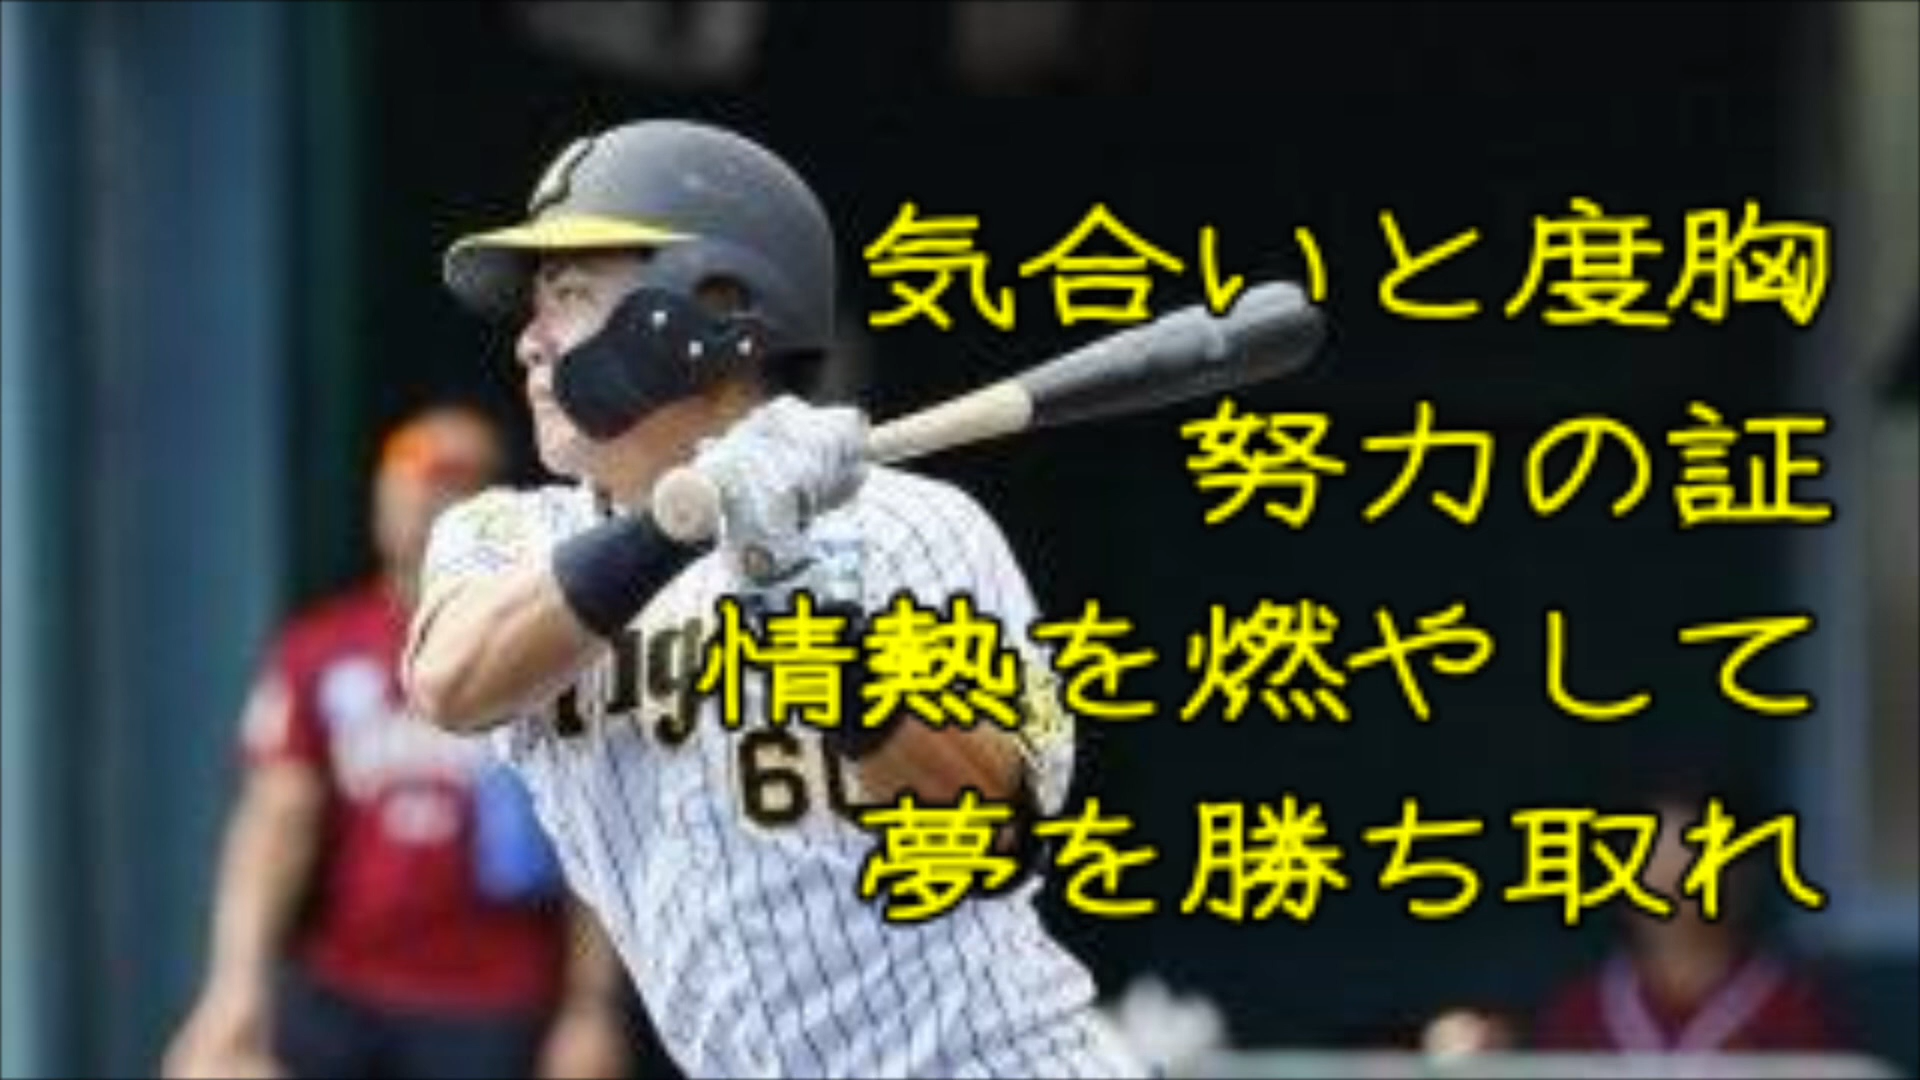 気合いと度胸
努力の証
情熱を燃やして
夢を勝ち取れ